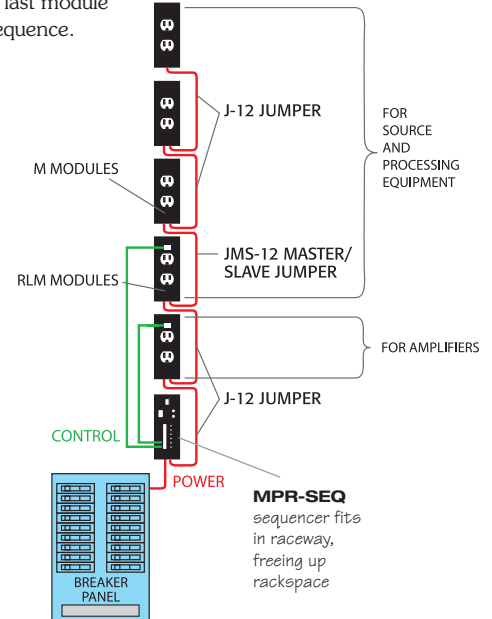 last module
equence.
J-12 JUMPER
FOR
SOURCE
AND
PROCESSING
EQUIPMENT
M MODULES
JMS-12 MASTER/
SLAVE JUMPER
RLM MODULES
FOR AMPLIFIERS
J-12 JUMPER
CONTROL
POWER
MPR-SEQ
sequencer fits
in raceway,
freeing up
rackspace
BREAKER
PANEL